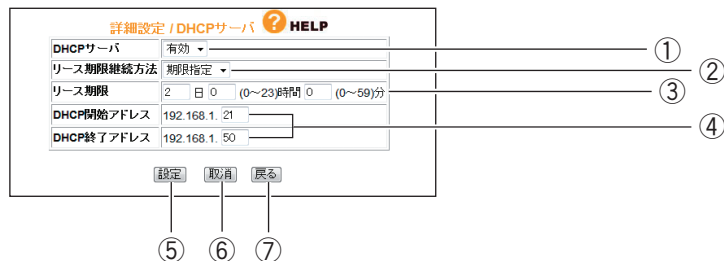 詳細設定 / DHCPサーバ ? HELP
DHCPサーバ 有効 ①
リース期限継続方法 期限指定 ②
リース期限 2 日 0 (0~23)時間 0 (0~59)分 ③
DHCP開始アドレス 192.168.1. 21
④
DHCP終了アドレス 192.168.1. 50
設定 取消 戻る
⑤ ⑥ ⑦